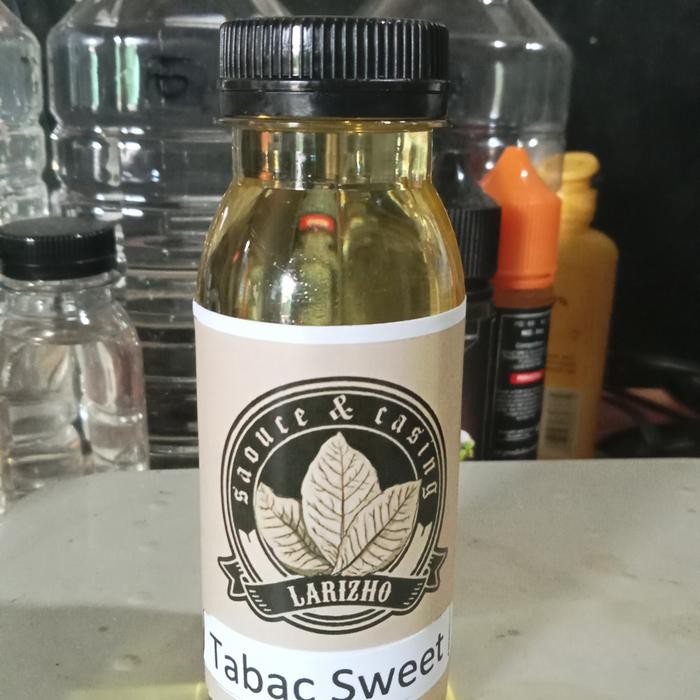 saouce & casing
LARIZHO
Tabac Sweet